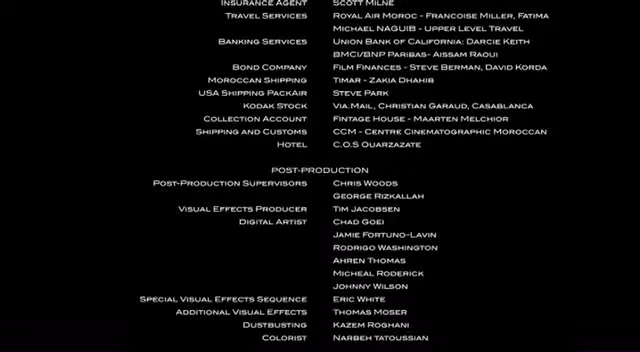 Insurance Agent Scott Milne
Travel Services Royal Air Moroc - Francoise Miller, Fatima
Michael NAGUIB - Upper Level Travel
Banking Services Union Bank of California: Darcie Keith
BMCI/BNP Paribas- Aissam Raoui
Bond Company Film Finances - Steve Berman, David Korda
Moroccan Shipping Timar - Zakia Dhahib
USA Shipping PackAir Steve Park
Kodak Stock Via.Mail, Christian Garaud, Casablanca
Collection Account Fintage House - Maarten Melchior
Shipping and Customs CCM - Centre Cinematographic Moroccan
Hotel C.O.S Ouarzazate
POST-PRODUCTION
Post-Production Supervisors Chris Woods
George Rizkallah
Visual Effects Producer Tim Jacobsen
Digital Artist Chad Goei
Jamie Fortuno-Lavin
Rodrigo Washington
Ahren Thomas
Micheal Roderick
Johnny Wilson
Special Visual Effects Sequence Eric White
Additional Visual Effects Thomas Moser
Dustbusting Kazem Roghani
Colorist Narbeh tatoussian